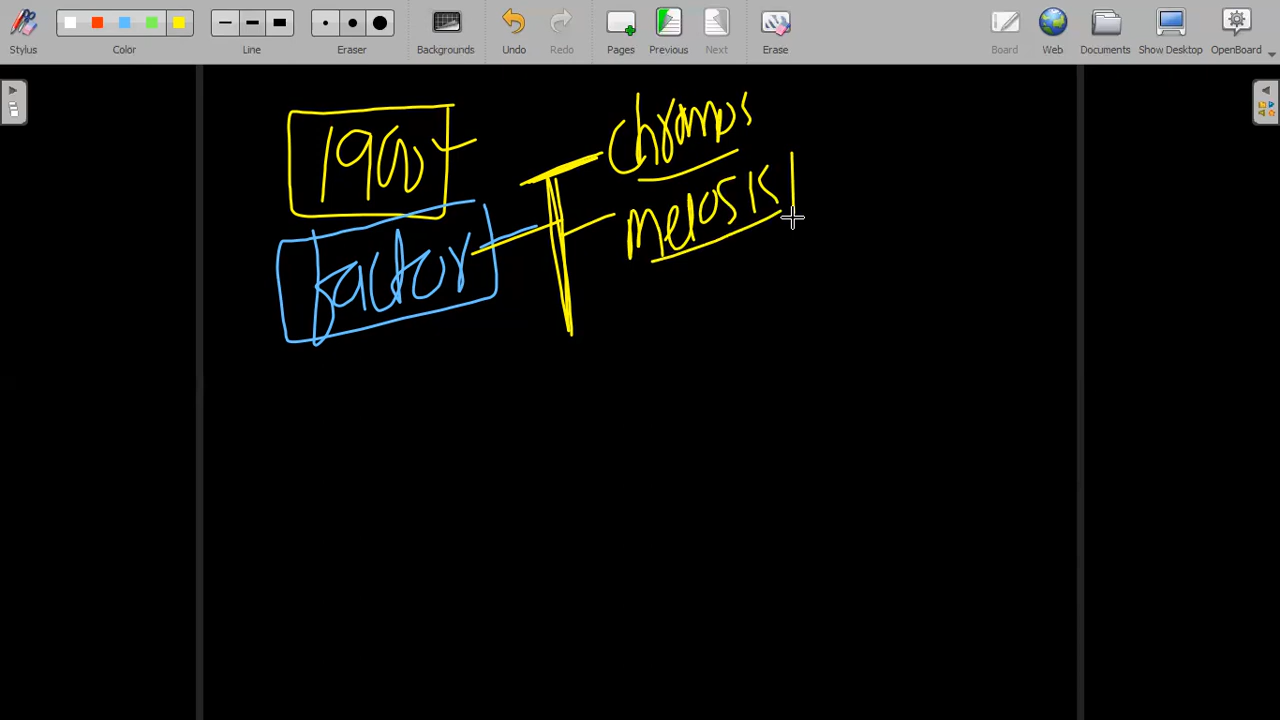 Stylus
Color
Line
Eraser
Backgrounds
Undo
Redo
Pages
Previous
Next
Erase
Board
Web
Documents
Show Desktop
OpenBoard
1900
chromos
meiosis
factor